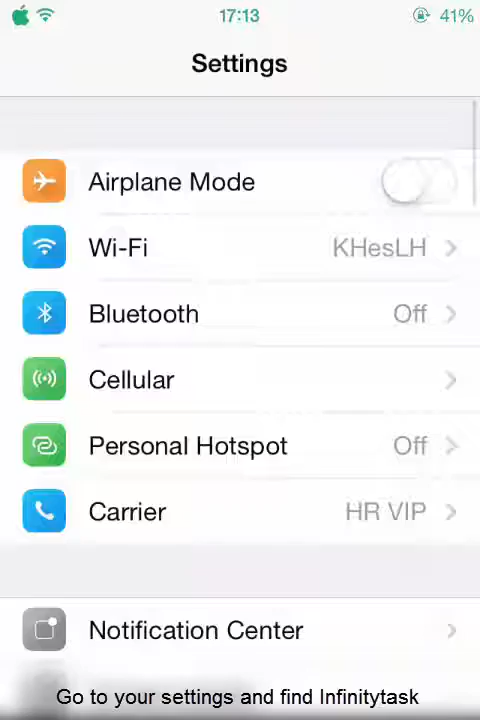 17:13 41%
Settings
Airplane Mode
Wi-Fi KHesLH
Bluetooth Off
Cellular
Personal Hotspot Off
Carrier HR VIP
Notification Center
Go to your settings and find Infinitytask